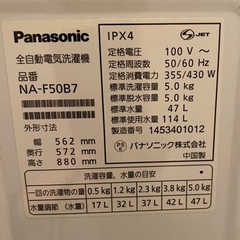 Panasonic
全自動電気洗濯機
品番
NA-F50B7
外形寸法
幅) 562 mm
奥行) 572 mm
高さ) 880 mm
IPX4
S JET
定格電圧 100 V 〜
定格周波数 50/60 Hz
定格消費電力 355/430 W
標準洗濯容量 5.0 kg
標準脱水容量 5.0 kg
標準水量 47 L
標準使用水量 114 L
製造番号 1453401012
パナソニック株式会社
中国製
洗濯容量・水量の目安
一回の洗濯物の量 0.5 kg 1.2 kg 2.3 kg 3.8 kg 5.0 kg
水量調節 (水量) 17 L 32 L 37 L 42 L 47 L